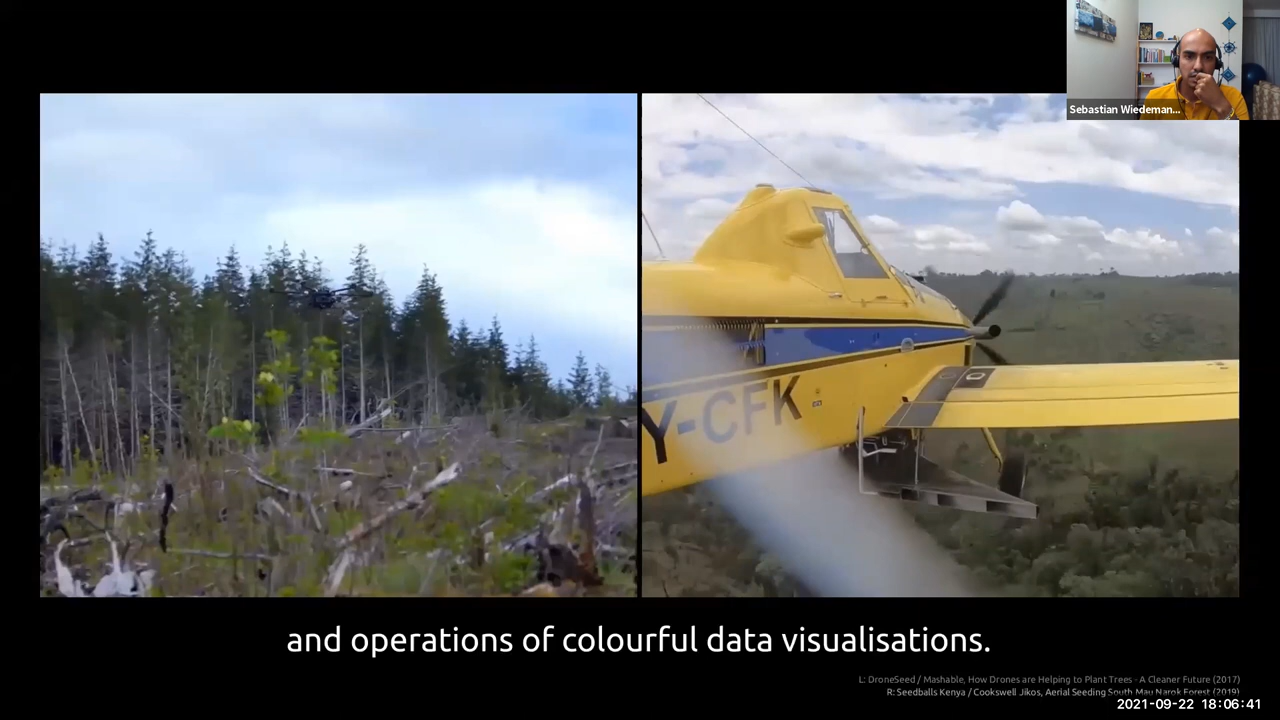 Sebastian Wiedeman...
Y-CFK
and operations of colourful data visualisations.
L: DroneSeed / Mashable, How Drones are Helping to Plant Trees - A Cleaner Future (2017)
R: Seedballs Kenya / Cookswell Jikos, Aerial Seeding South Mau Narok Forest (2019)
2021-09-22 18:06:41